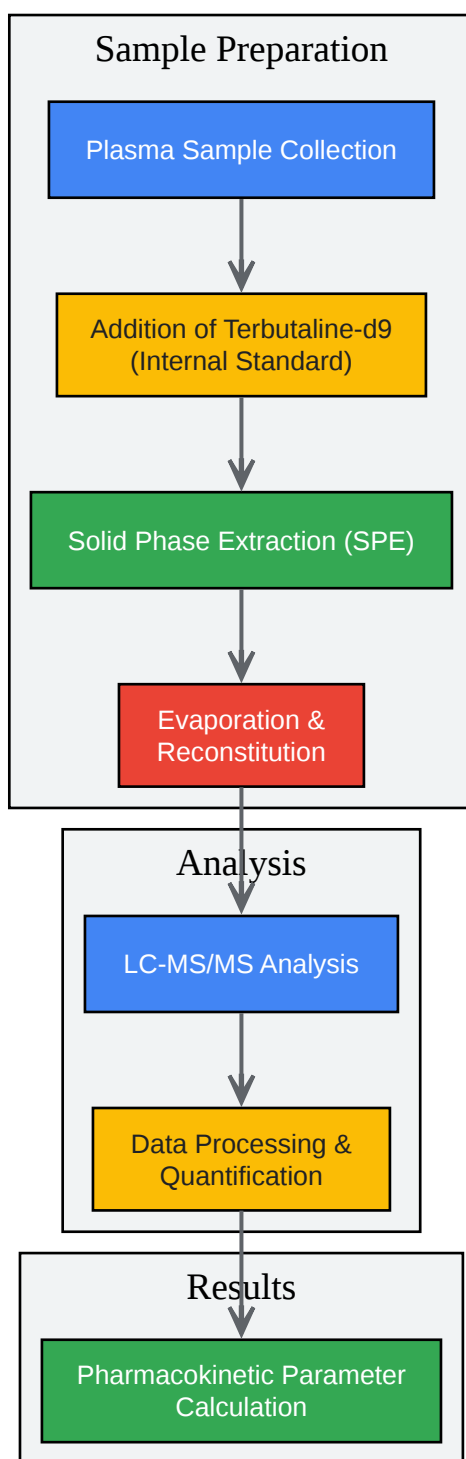 Sample Preparation
Plasma Sample Collection
Addition of Terbutaline-d9
(Internal Standard)
Solid Phase Extraction (SPE)
Evaporation &
Reconstitution
Analysis
LC-MS/MS Analysis
Data Processing &
Quantification
Results
Pharmacokinetic Parameter
Calculation